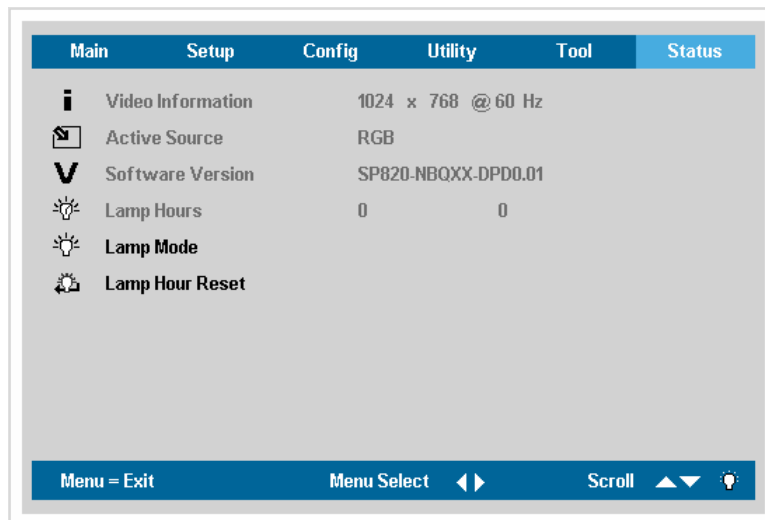 Main Setup Config Utility Tool Status
Video Information 1024 x 768 @ 60 Hz
Active Source RGB
V Software Version SP820-NBQXX-DPD0.01
Lamp Hours 0 0
Lamp Mode
Lamp Hour Reset
Menu = Exit Menu Select Scroll